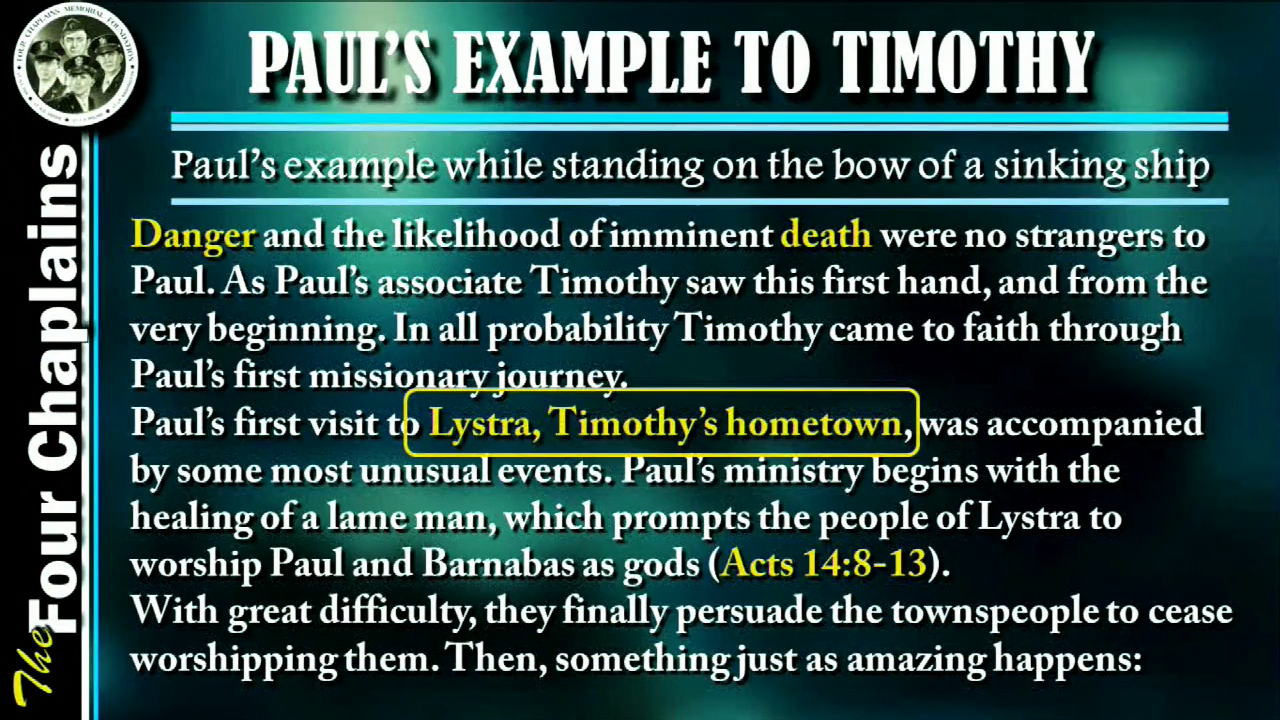 PAUL'S EXAMPLE TO TIMOTHY
Paul's example while standing on the bow of a sinking ship
Danger and the likelihood of imminent death were no strangers to
Paul. As Paul's associate Timothy saw this first hand, and from the
very beginning. In all probability Timothy came to faith through
Paul's first missionary journey.
Paul's first visit to Lystra, Timothy's hometown, was accompanied
by some most unusual events. Paul's ministry begins with the
healing of a lame man, which prompts the people of Lystra to
worship Paul and Barnabas as gods (Acts 14:8-13).
With great difficulty, they finally persuade the townspeople to cease
worshipping them. Then, something just as amazing happens:
The Four Chaplains
FOUR CHAPLAINS MEMORIAL FOUNDATION